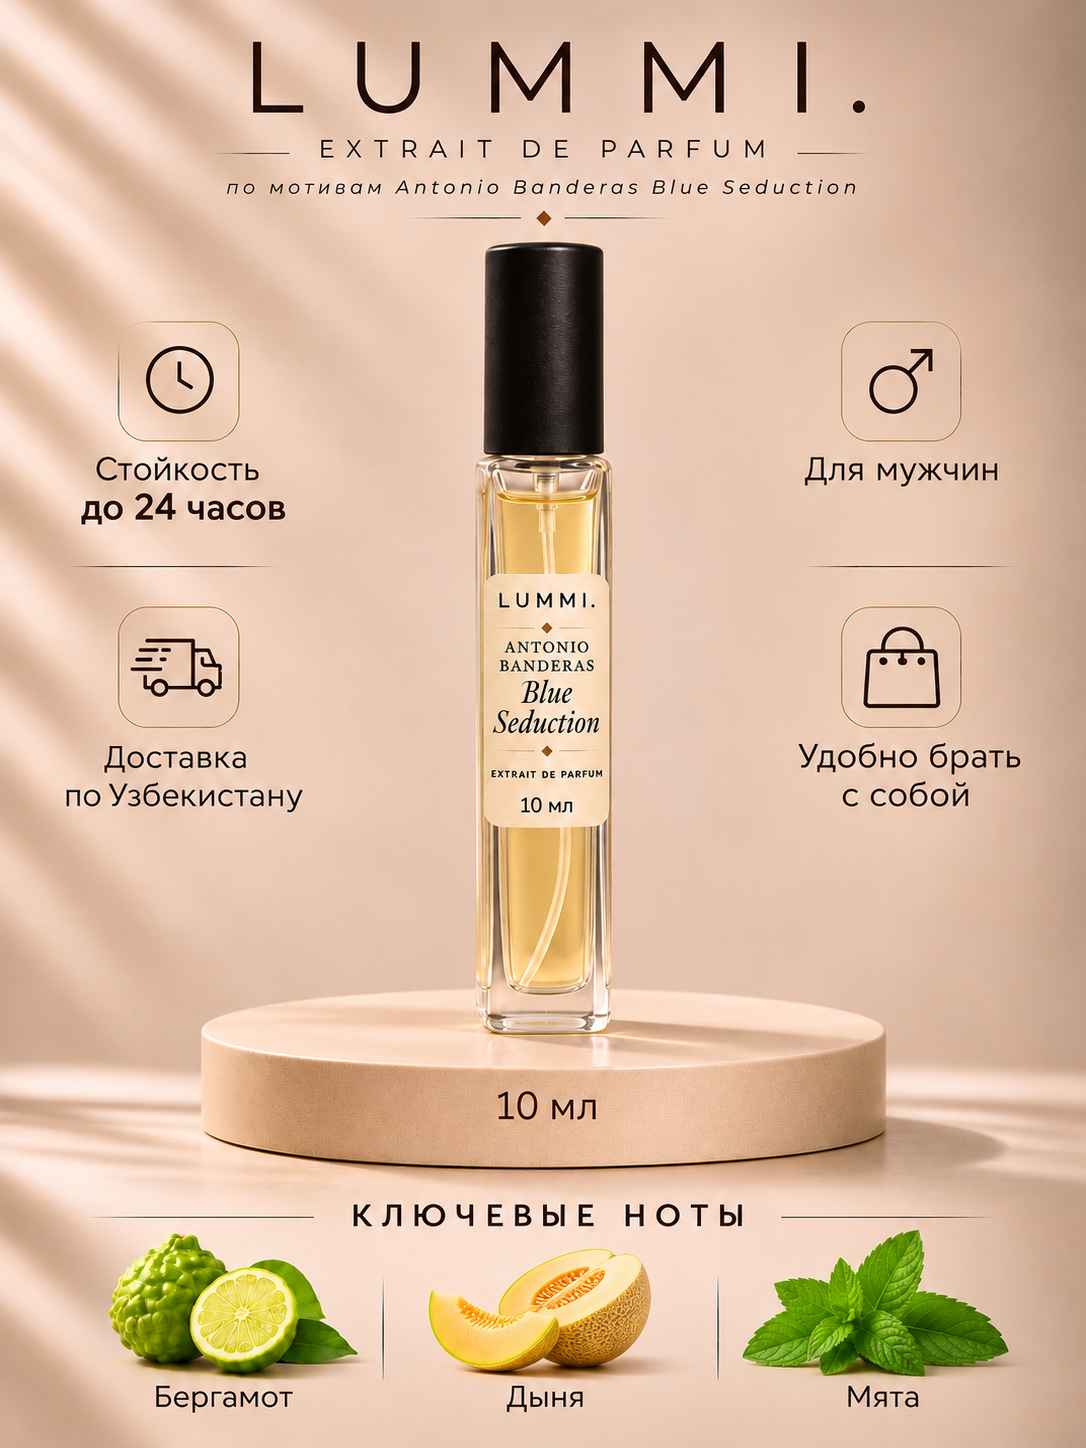 LUMMI.
EXTRAIT DE PARFUM
по мотивам Antonio Banderas Blue Seduction
Стойкость
до 24 часов
Для мужчин
Доставка
по Узбекистану
Удобно брать
с собой
LUMMI.
ANTONIO
BANDERAS
Blue
Seduction
EXTRAIT DE PARFUM
10 мл
10 мл
КЛЮЧЕВЫЕ НОТЫ
Бергамот
Дыня
Мята